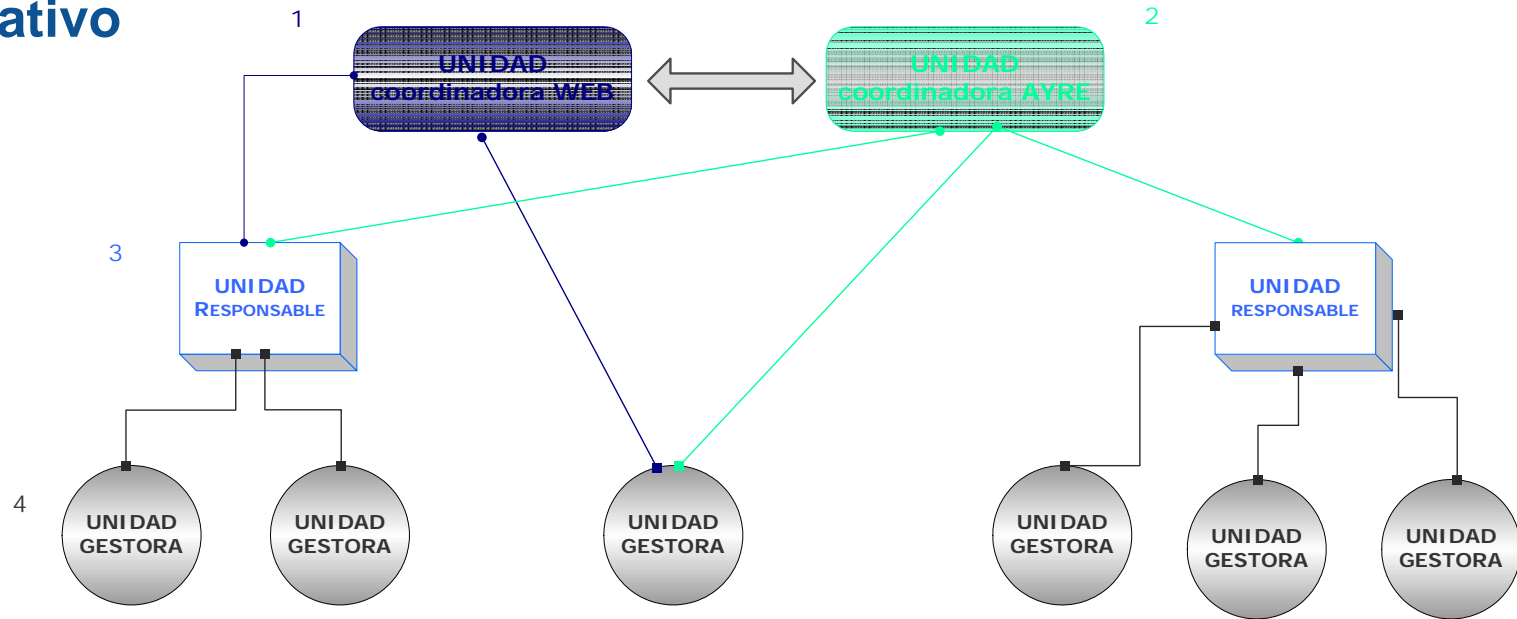 ativo
1
2
UNIDAD
coordinadora WEB
UNIDAD
coordinadora AYRE
3
UNIDAD
RESPONSABLE
UNIDAD
RESPONSABLE
4
UNIDAD
GESTORA
UNIDAD
GESTORA
UNIDAD
GESTORA
UNIDAD
GESTORA
UNIDAD
GESTORA
UNIDAD
GESTORA